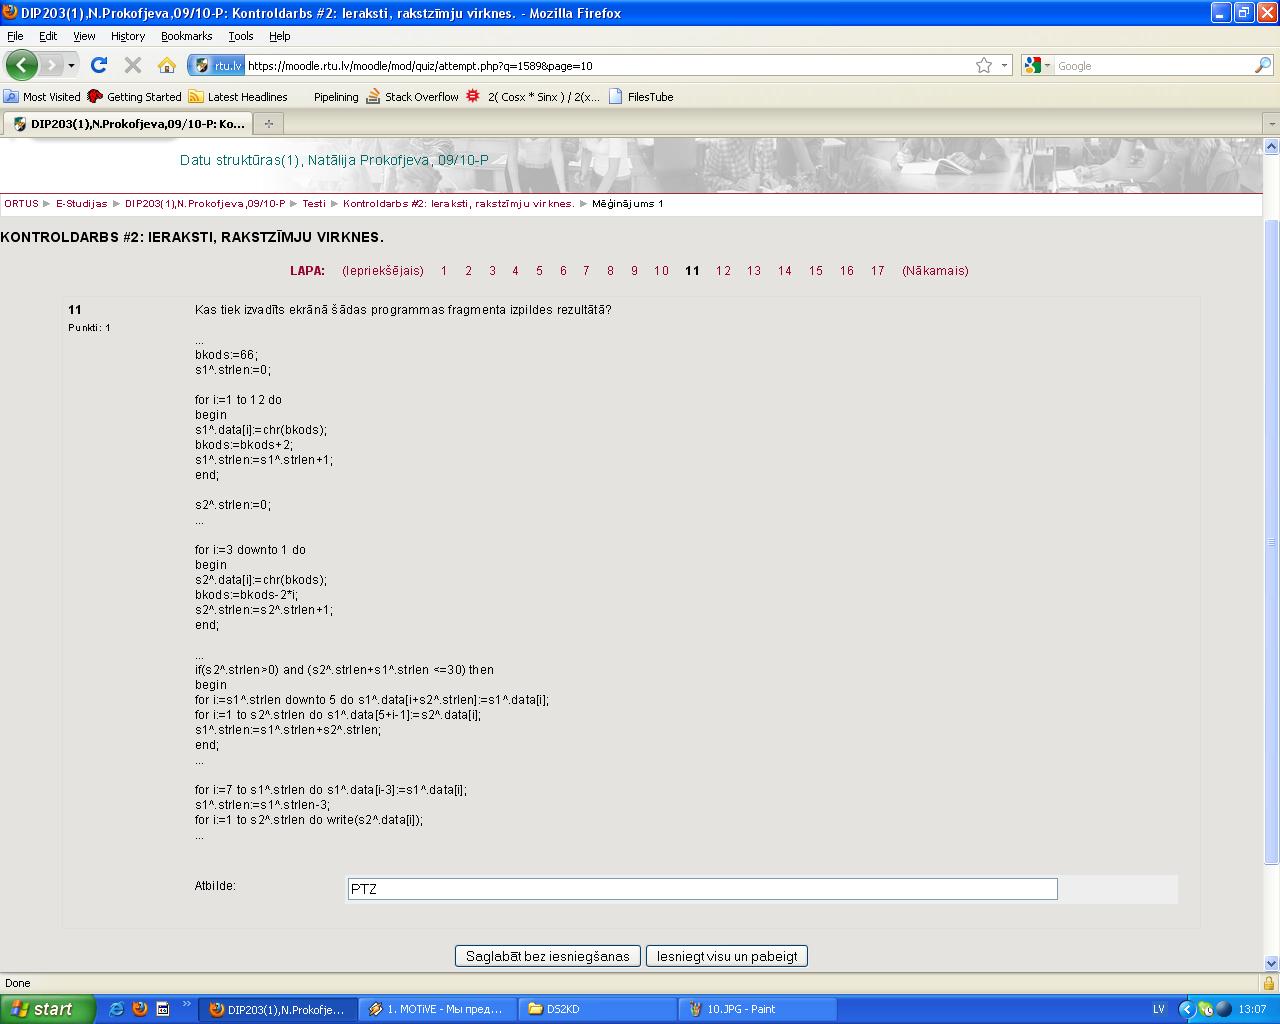 DIP203(1),N.Prokofjeva,09/10-P: Kontroldarbs #2: Ieraksti, rakstzīmju virknes. - Mozilla Firefox
File Edit View History Bookmarks Tools Help
rtu.lv https://moodle.rtu.lv/moodle/mod/quiz/attempt.php?q=1589&page=10 Google
Most Visited Getting Started Latest Headlines Pipelining Stack Overflow 2( Cosx * Sinx ) / 2(x... FilesTube
DIP203(1),N.Prokofjeva,09/10-P: Ko...
Datu struktūras(1), Natālija Prokofjeva, 09/10-P
ORTUS ► E-Studijas ► DIP203(1),N.Prokofjeva,09/10-P ► Testi ► Kontroldarbs #2: Ieraksti, rakstzīmju virknes. ► Mēģinājums 1
KONTROLDARBS #2: IERAKSTI, RAKSTZĪMJU VIRKNES.
LAPA: (Iepriekšējais) 1 2 3 4 5 6 7 8 9 10 11 12 13 14 15 16 17 (Nākamais)
11
Punkti: 1
Kas tiek izvadīts ekrānā šādas programmas fragmenta izpildes rezultātā?
...
bkods:=66;
s1^.strlen:=0;
for i:=1 to 12 do
begin
s1^.data[i]:=chr(bkods);
bkods:=bkods+2;
s1^.strlen:=s1^.strlen+1;
end;
s2^.strlen:=0;
...
for i:=3 downto 1 do
begin
s2^.data[i]:=chr(bkods);
bkods:=bkods-2*i;
s2^.strlen:=s2^.strlen+1;
end;
...
if(s2^.strlen>0) and (s2^.strlen+s1^.strlen <=30) then
begin
for i:=s1^.strlen downto 5 do s1^.data[i+s2^.strlen]:=s1^.data[i];
for i:=1 to s2^.strlen do s1^.data[5+i-1]:=s2^.data[i];
s1^.strlen:=s1^.strlen+s2^.strlen;
end;
...
for i:=7 to s1^.strlen do s1^.data[i-3]:=s1^.data[i];
s1^.strlen:=s1^.strlen-3;
for i:=1 to s2^.strlen do write(s2^.data[i]);
...
Atbilde: PTZ
Saglabāt bez iesniegšanas Iesniegt visu un pabeigt
Done
start DIP203(1),N.Prokofje... 1. MOTiVE - Мы пред... DS2KD 10.JPG - Paint LV 13:07